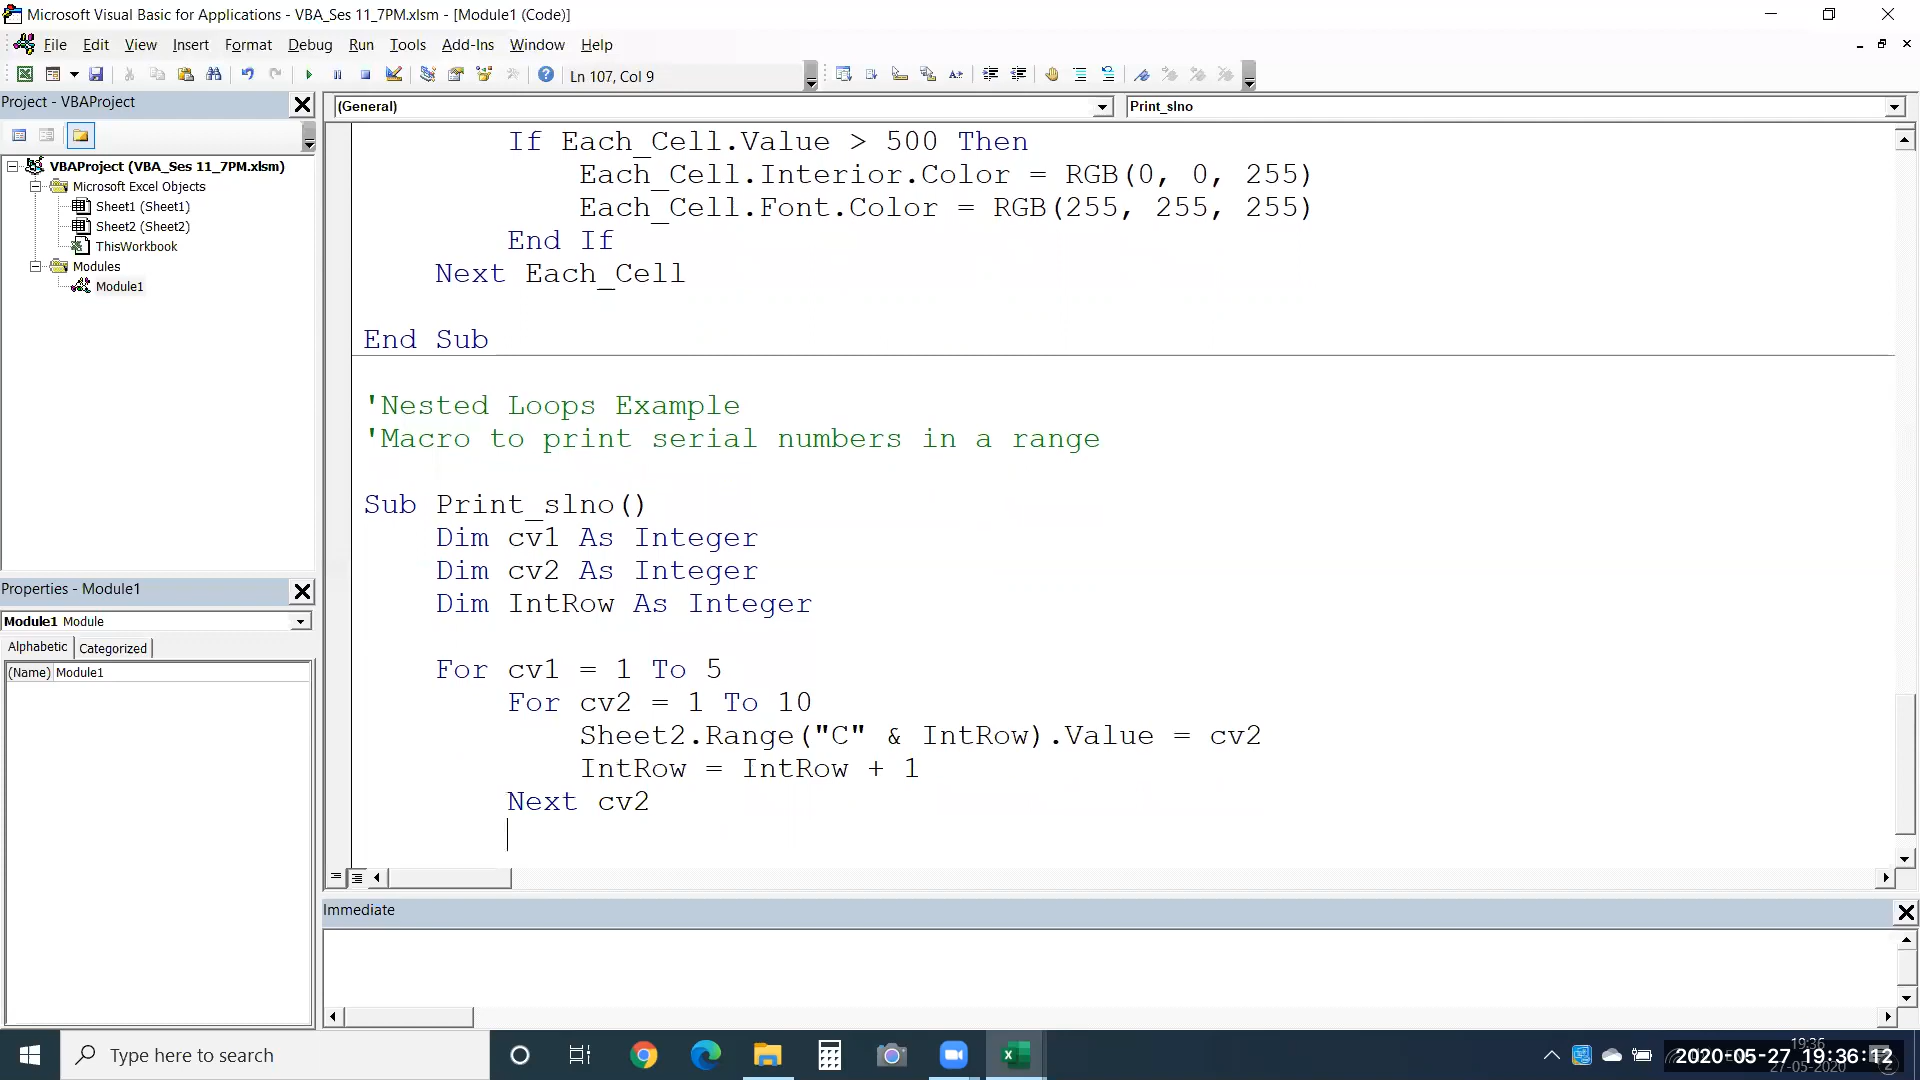 Microsoft Visual Basic for Applications - VBA_Ses 11_7PM.xlsm - [Module1 (Code)]
File Edit View Insert Format Debug Run Tools Add-Ins Window Help
Ln 107, Col 9
Project - VBAProject
(General)
Print_slno
VBAProject (VBA_Ses 11_7PM.xlsm)
Microsoft Excel Objects
Sheet1 (Sheet1)
Sheet2 (Sheet2)
ThisWorkbook
Modules
Module1
Properties - Module1
Module1 Module
Alphabetic Categorized
(Name) Module1
If Each_Cell.Value > 500 Then
Each_Cell.Interior.Color = RGB(0, 0, 255)
Each_Cell.Font.Color = RGB(255, 255, 255)
End If
Next Each_Cell
End Sub
'Nested Loops Example
'Macro to print serial numbers in a range
Sub Print_slno()
Dim cv1 As Integer
Dim cv2 As Integer
Dim IntRow As Integer
For cv1 = 1 To 5
For cv2 = 1 To 10
Sheet2.Range("C" & IntRow).Value = cv2
IntRow = IntRow + 1
Next cv2
Immediate
Type here to search
19:36
2020-05-27 19:36:12
27-05-2020
2